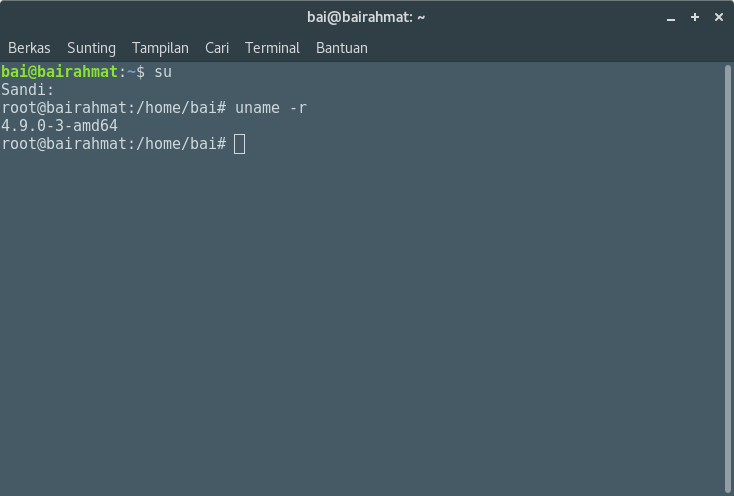 bai@bairahmat: ~
Berkas Sunting Tampilan Cari Terminal Bantuan
bai@bairahmat:~$ su
Sandi:
root@bairahmat:/home/bai# uname -r
4.9.0-3-amd64
root@bairahmat:/home/bai#